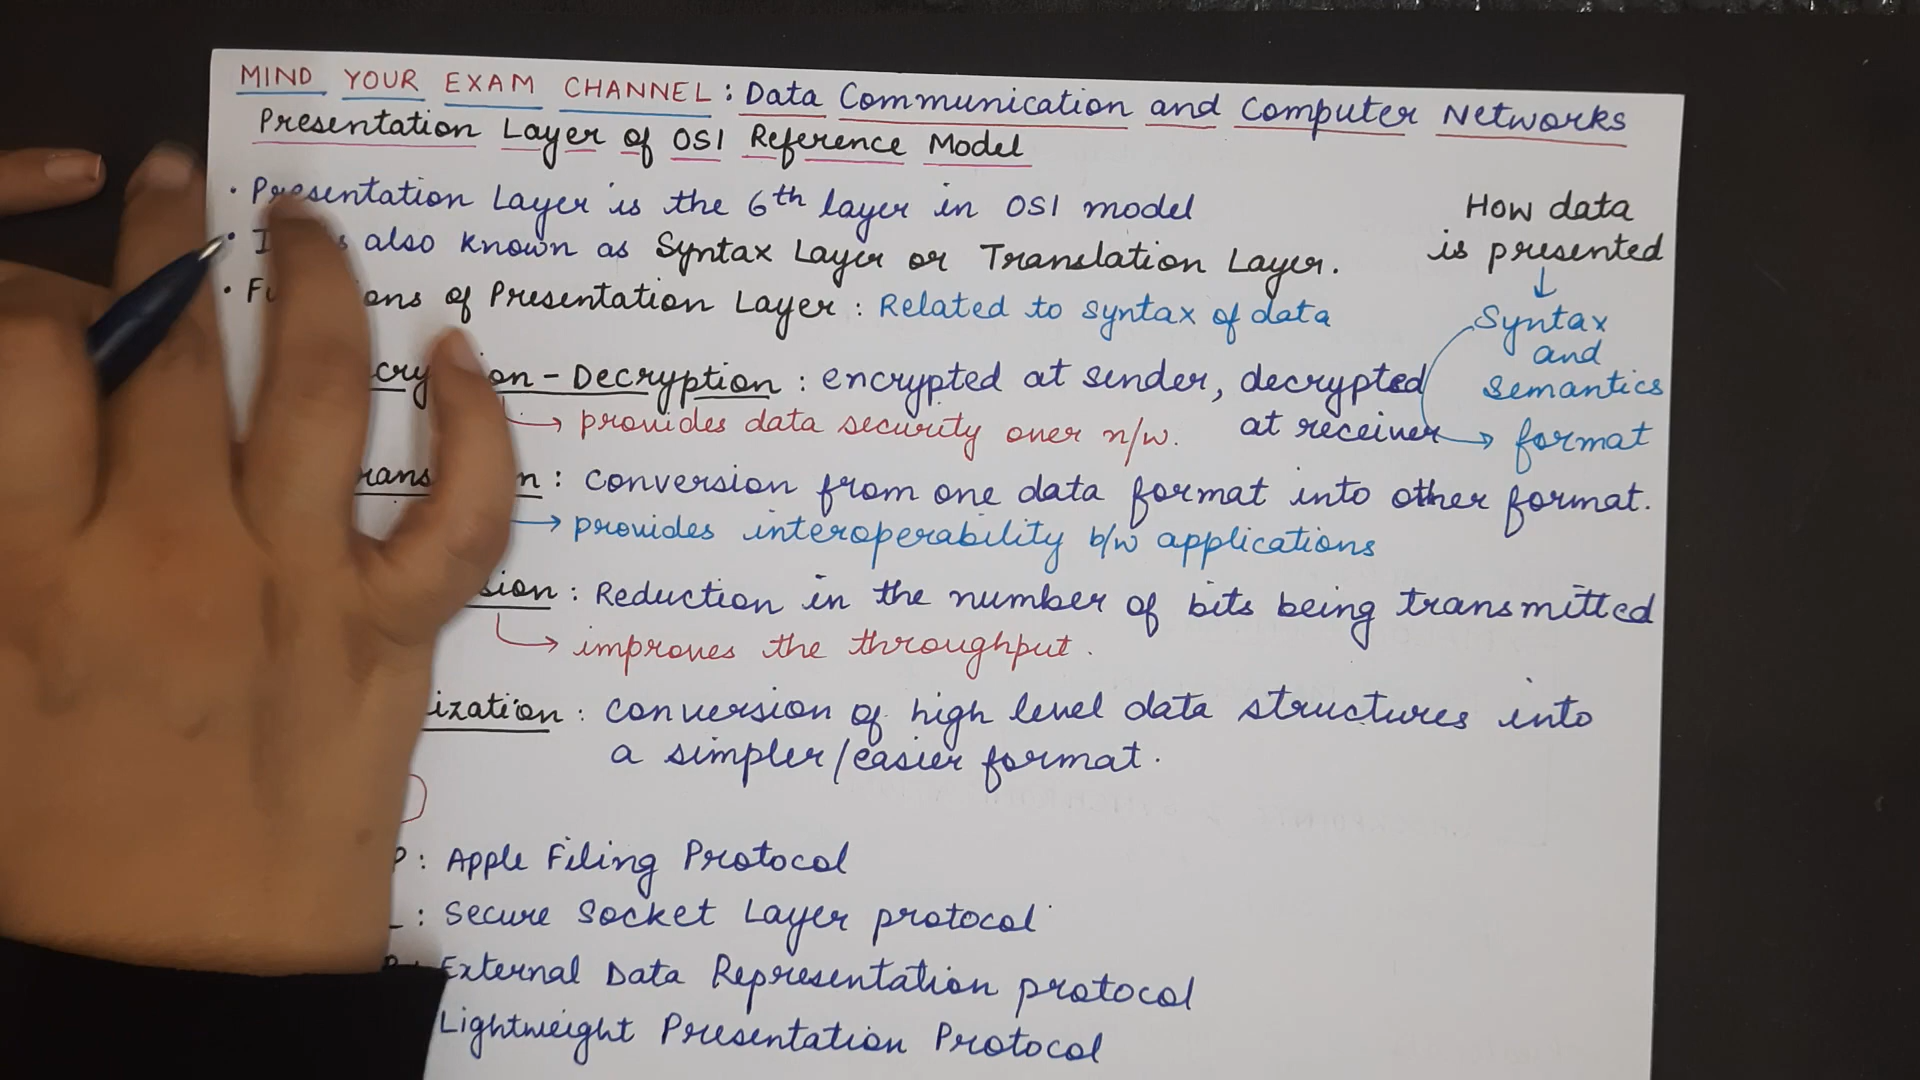 MIND YOUR EXAM CHANNEL : Data Communication and Computer Networks
Presentation Layer of OSI Reference Model
• Presentation Layer is the 6th layer in OSI model
• also known as Syntax Layer or Translation Layer.
• of Presentation Layer : Related to syntax of data
How data
is presented
↓
Syntax
and
semantics
→ format
- Decryption : encrypted at sender, decrypted
at receiver
→ provides data security over n/w.
: conversion from one data format into other format.
→ provides interoperability b/w applications
: Reduction in the number of bits being transmitted
→ improves the throughput.
: conversion of high level data structures into
a simpler/easier format.
: Apple Filing Protocol
: Secure Socket Layer protocol
: External Data Representation protocol
Lightweight Presentation Protocol